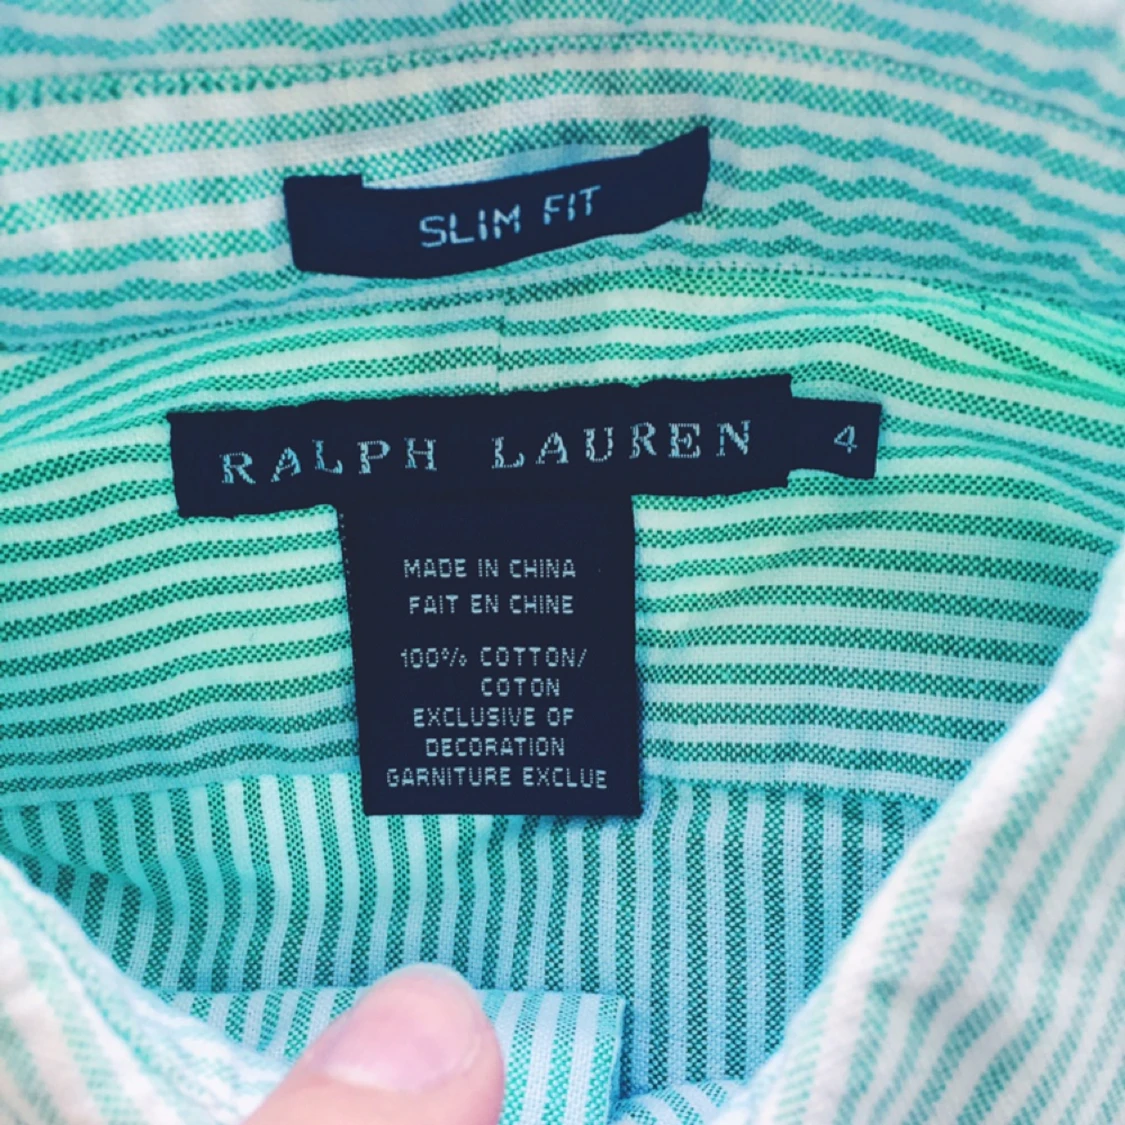 SLIM FIT
RALPH LAUREN 4
MADE IN CHINA
FAIT EN CHINE
100% COTTON/
COTON
EXCLUSIVE OF
DECORATION
GARNITURE EXCLUE